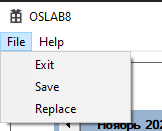 OSLAB8
File Help
Exit
Save
Replace
Ноябрь 202